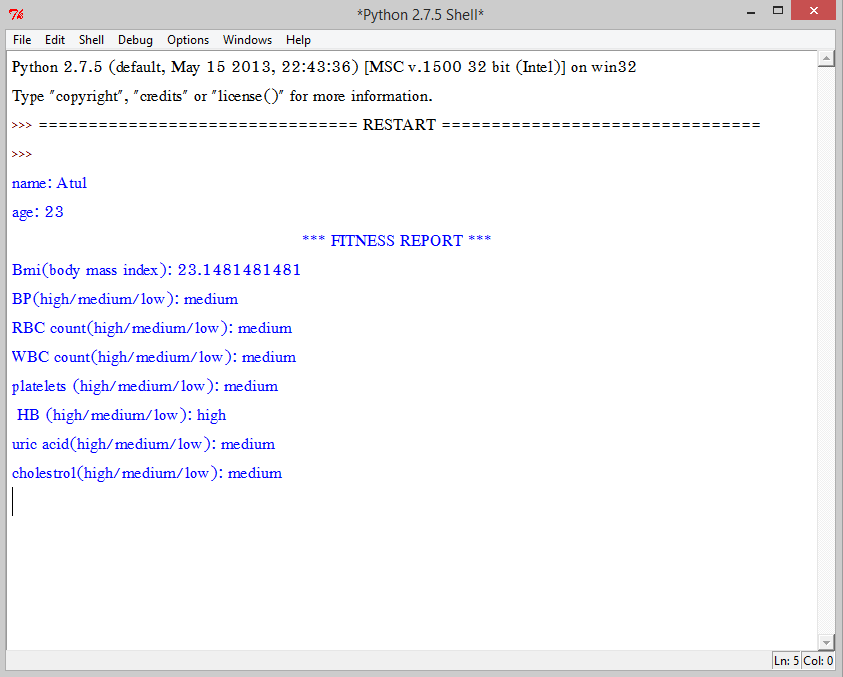 *Python 2.7.5 Shell*
File Edit Shell Debug Options Windows Help
Python 2.7.5 (default, May 15 2013, 22:43:36) [MSC v.1500 32 bit (Intel)] on win32
Type "copyright", "credits" or "license()" for more information.
>>> ================================ RESTART ================================
>>>
name: Atul
age: 23
*** FITNESS REPORT ***
Bmi(body mass index): 23.1481481481
BP(high/medium/low): medium
RBC count(high/medium/low): medium
WBC count(high/medium/low): medium
platelets (high/medium/low): medium
HB (high/medium/low): high
uric acid(high/medium/low): medium
cholestrol(high/medium/low): medium
Ln: 5 Col: 0